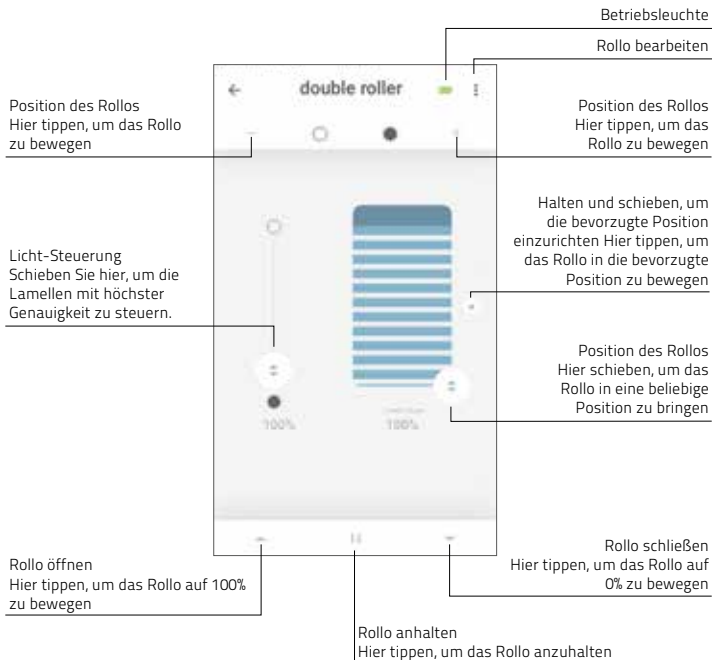 Betriebsleuchte
Rollo bearbeiten
double roller
Position des Rollos
Hier tippen, um das Rollo
zu bewegen
Position des Rollos
Hier tippen, um das
Rollo zu bewegen
Halten und schieben, um
die bevorzugte Position
einzurichten Hier tippen, um
das Rollo in die bevorzugte
Position zu bewegen
Licht-Steuerung
Schieben Sie hier, um die
Lamellen mit höchster
Genauigkeit zu steuern.
Position des Rollos
Hier schieben, um das
Rollo in eine beliebige
Position zu bringen
100%
100%
Rollo öffnen
Hier tippen, um das Rollo auf 100%
zu bewegen
Rollo schließen
Hier tippen, um das Rollo auf
0% zu bewegen
Rollo anhalten
Hier tippen, um das Rollo anzuhalten